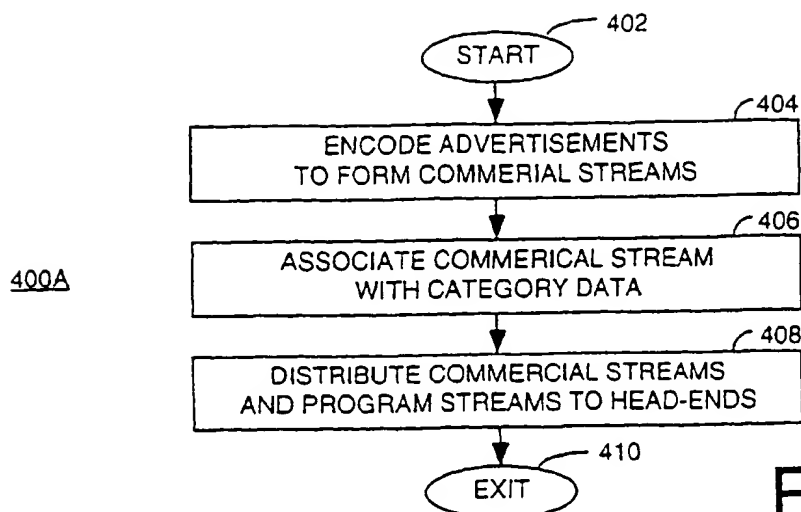 402
START
404
ENCODE ADVERTISEMENTS
TO FORM COMMERIAL STREAMS
406
400A
ASSOCIATE COMMERICAL STREAM
WITH CATEGORY DATA
408
DISTRIBUTE COMMERCIAL STREAMS
AND PROGRAM STREAMS TO HEAD-ENDS
410
EXIT